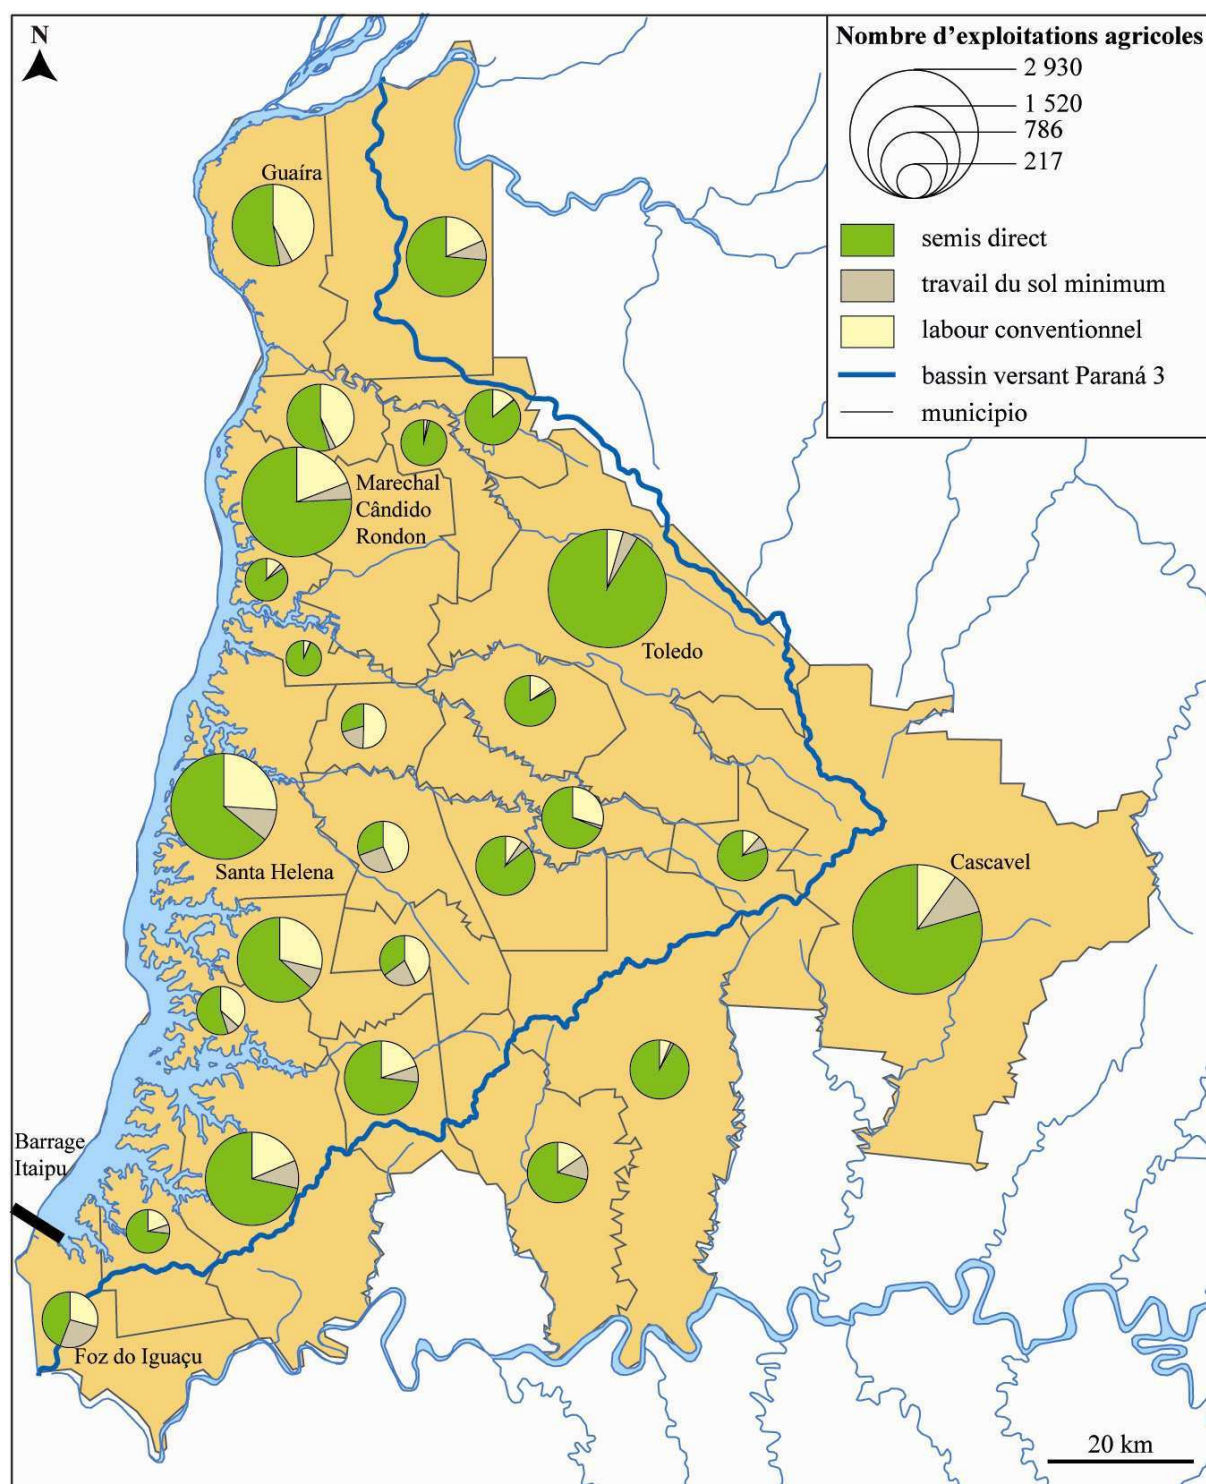 N
Nombre d'exploitations agricoles
2 930
1 520
786
217
semis direct
travail du sol minimum
labour conventionnel
bassin versant Paraná 3
municipio
Guaíra
Marechal
Cândido
Rondon
Toledo
Santa Helena
Cascavel
Barrage
Itaipu
Foz do Iguaçu
20 km